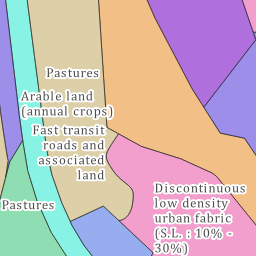 Pastures
Arable land
(annual crops)
Fast transit
roads and
associated
land
Pastures
Discontinuous
low density
urban fabric
(S.L. : 10% -
30%)